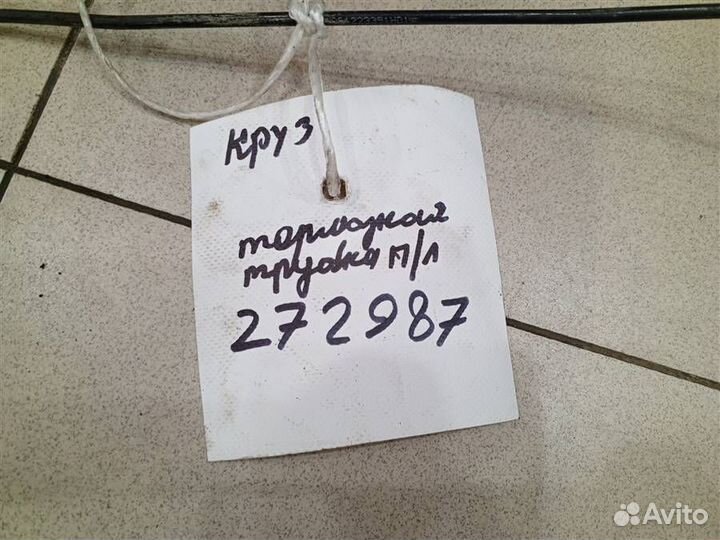 Круз
тормозная
трубка п/л
272987
Avito